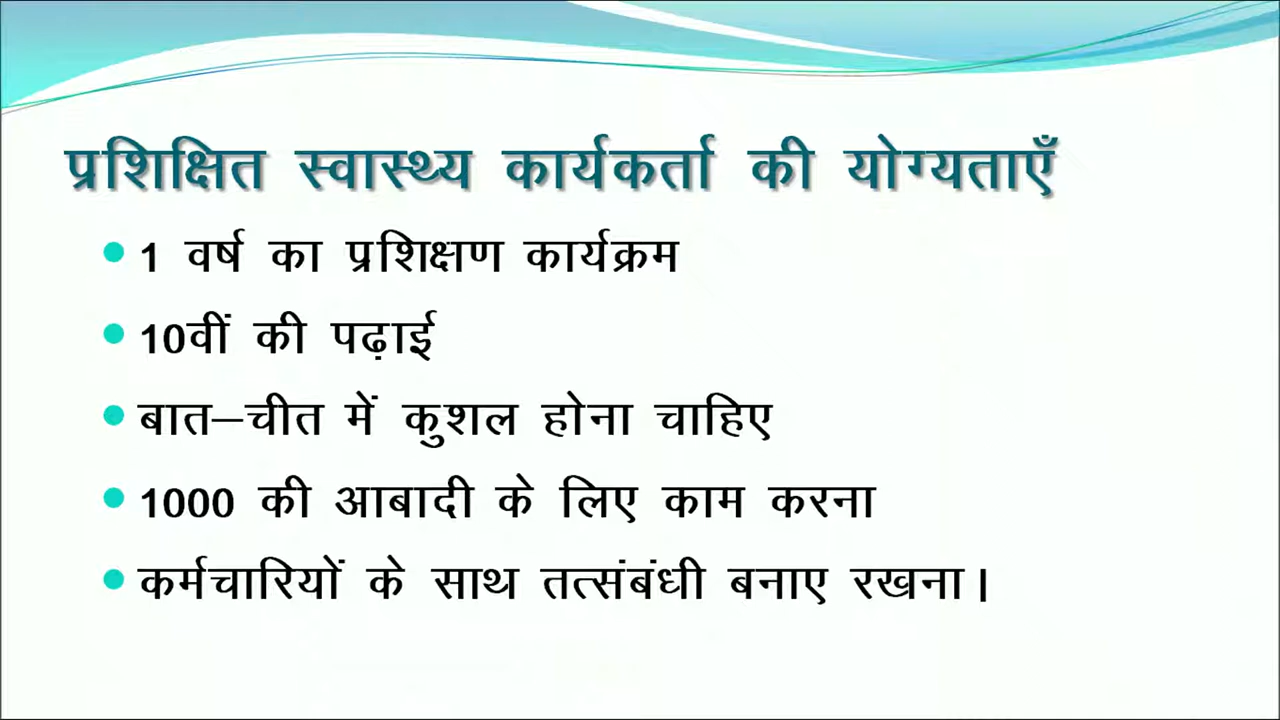 प्रशिक्षित स्वास्थ्य कार्यकर्ता की योग्यताएँ
1 वर्ष का प्रशिक्षण कार्यक्रम
10वीं की पढ़ाई
बात–चीत में कुशल होना चाहिए
1000 की आबादी के लिए काम करना
कर्मचारियों के साथ तत्संबंधी बनाए रखना।